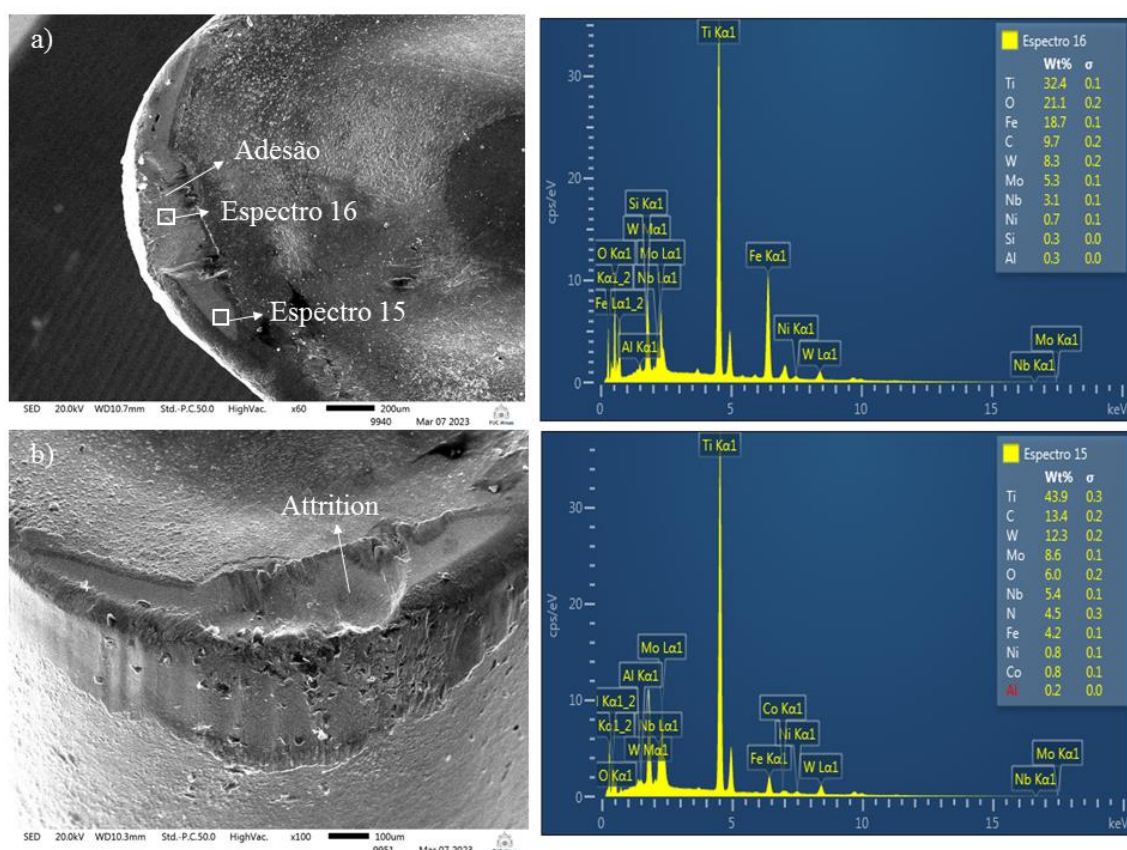 a)
Adesão
Espectro 16
Espectro 15
SED 20.0kV WD10.7mm Std.-P.C.50.0 HighVac. x60 200um
9940 Mar 07 2023
PUC Minas
Ti Kα1
Espectro 16
Wt% σ
Ti 32.4 0.1
O 21.1 0.2
Fe 18.7 0.1
C 9.7 0.2
W 8.3 0.2
Mo 5.3 0.1
Nb 3.1 0.1
Ni 0.7 0.1
Si 0.3 0.0
Al 0.3 0.0
30
20
10
0
cps/eV
Si Kα1
W Mα1
O Kα1 Mo Lα1
Kα1_2 Nb Lα1
Fe Lα1_2
Al Kα1
Fe Kα1
Ni Kα1
W Lα1
Mo Kα1
Nb Kα1
0 5 10 15 keV
b)
Attrition
SED 20.0kV WD10.3mm Std.-P.C.50.0 HighVac. x100 100um
9951 Mar 07 2023
Ti Kα1
Espectro 15
Wt% σ
Ti 43.9 0.3
C 13.4 0.2
W 12.3 0.2
Mo 8.6 0.1
O 6.0 0.2
Nb 5.4 0.1
N 4.5 0.3
Fe 4.2 0.1
Ni 0.8 0.1
Co 0.8 0.1
Al 0.2 0.0
30
20
10
0
cps/eV
Mo Lα1
Al Kα1
Kα1_2
Kα1_2 Nb Lα1
W Mα1
O Kα1
Co Kα1
Ni Kα1
Fe Kα1
W Lα1
Mo Kα1
Nb Kα1
0 5 10 15 keV